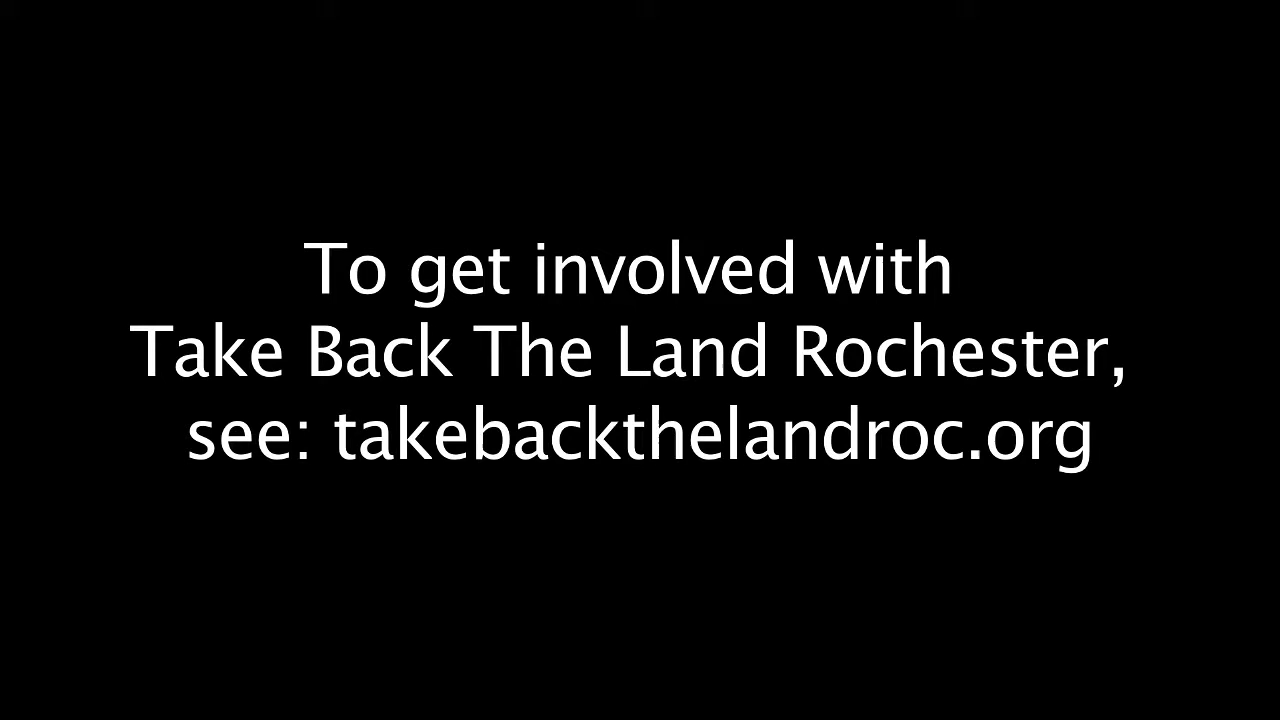 To get involved with
Take Back The Land Rochester,
see: takebackthelandroc.org